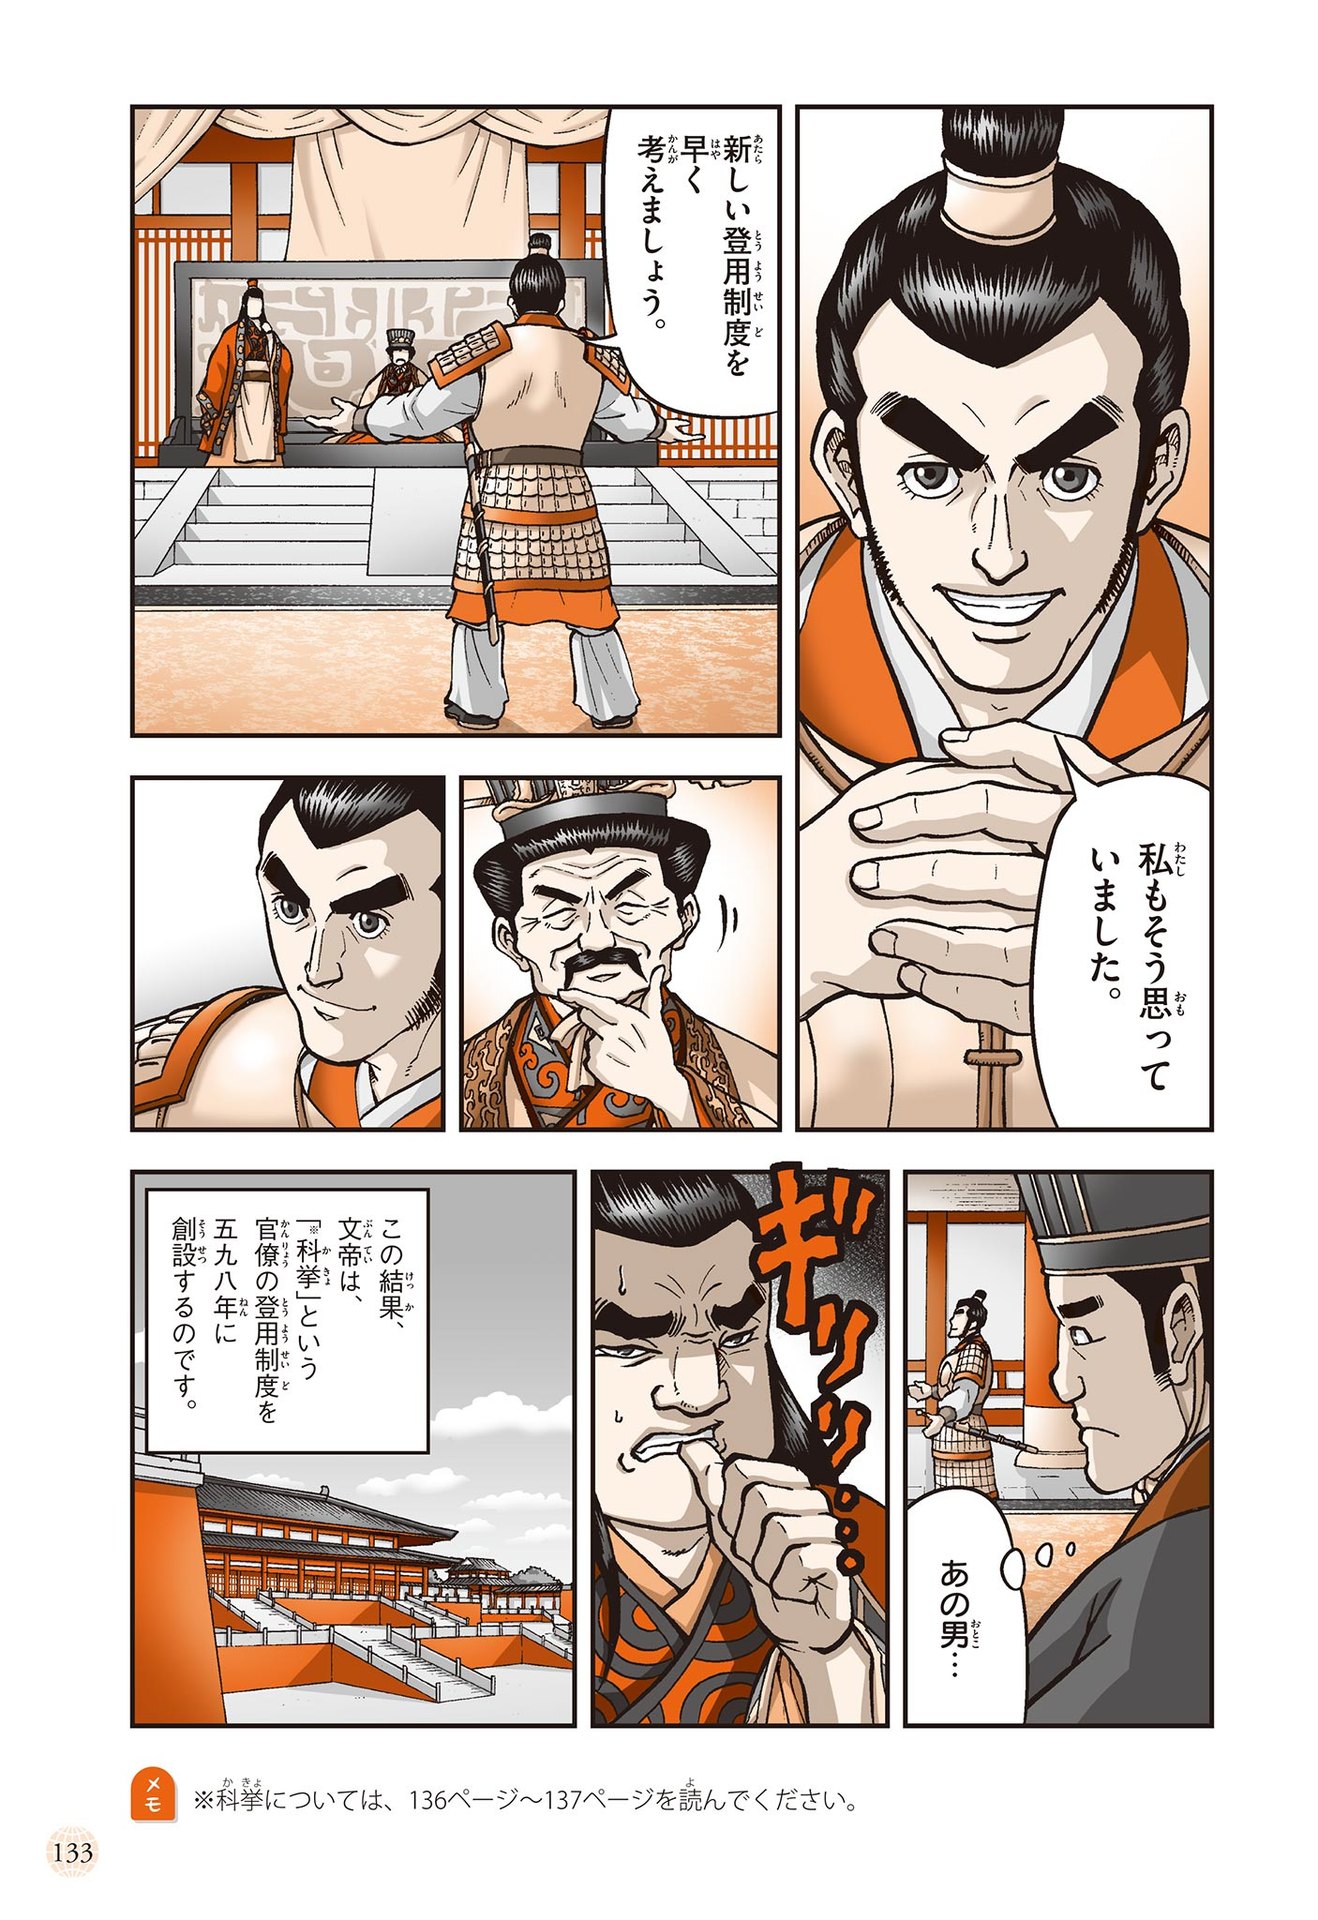 私もそう思って
いました。
新しい登用制度を
早く
考えましょう。
あの男…
ギリリリ…
この結果、
文帝は、
「※科挙」という
官僚の登用制度を
五九八年に
創設するのです。
メモ
※科挙については、136ページ〜137ページを読んでください。
133